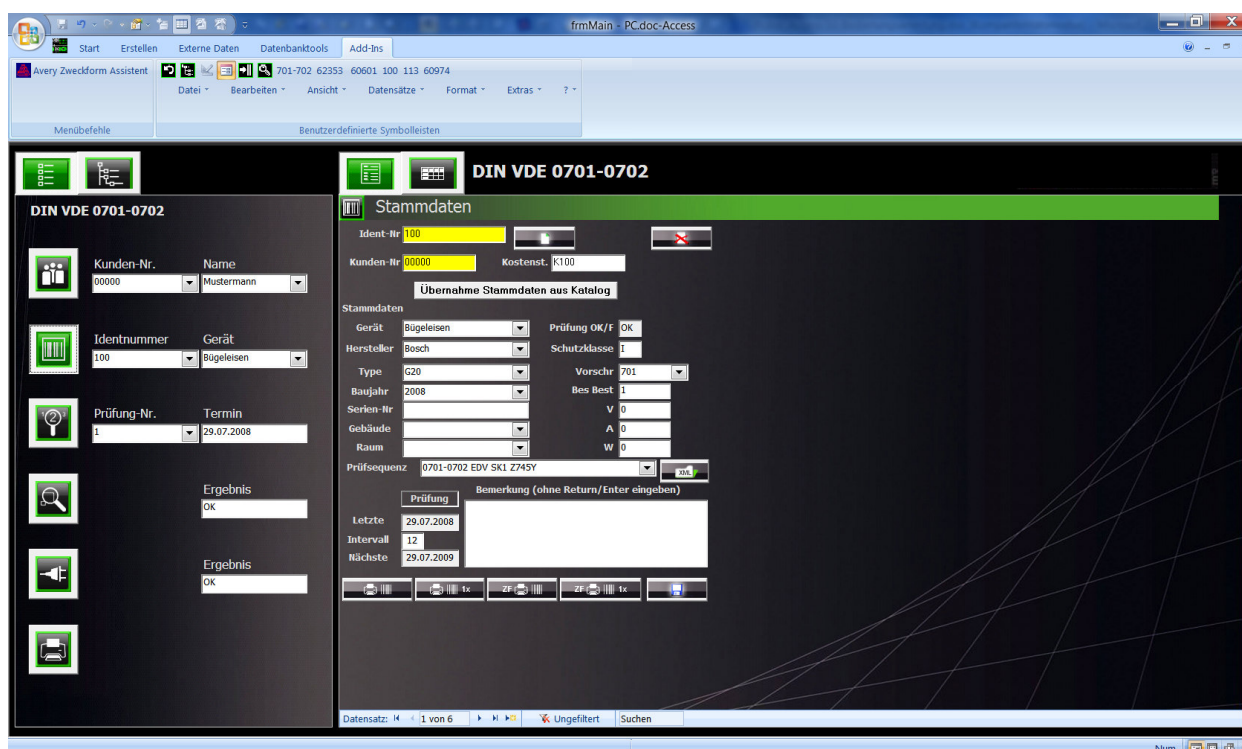 frmMain - PC.doc-Access
Start Erstellen Externe Daten Datenbanktools Add-Ins
Avery Zweckform Assistent 701-702 62353 60601 100 113 60974
Datei Bearbeiten Ansicht Datensätze Format Extras ?
Menübefehle Benutzerdefinierte Symbolleisten
DIN VDE 0701-0702
DIN VDE 0701-0702
Stammdaten
Kunden-Nr. Name
00000 Mustermann
Identnummer Gerät
100 Bügeleisen
Prüfung-Nr. Termin
1 29.07.2008
Ergebnis
OK
Ergebnis
OK
Ident-Nr 100
Kunden-Nr 00000 Kostenst. K100
Übernahme Stammdaten aus Katalog
Stammdaten
Gerät Bügeleisen Prüfung OK/F OK
Hersteller Bosch Schutzklasse I
Type G20 Vorschr 701
Baujahr 2008 Bes Best 1
Serien-Nr V 0
Gebäude A 0
Raum W 0
Prüfsequenz 0701-0702 EDV SK1 Z745Y XML
Prüfung Bemerkung (ohne Return/Enter eingeben)
Letzte 29.07.2008
Intervall 12
Nächste 29.07.2009
1x ZF ZF 1x
Datensatz: 1 von 6 Ungefiltert Suchen
Num